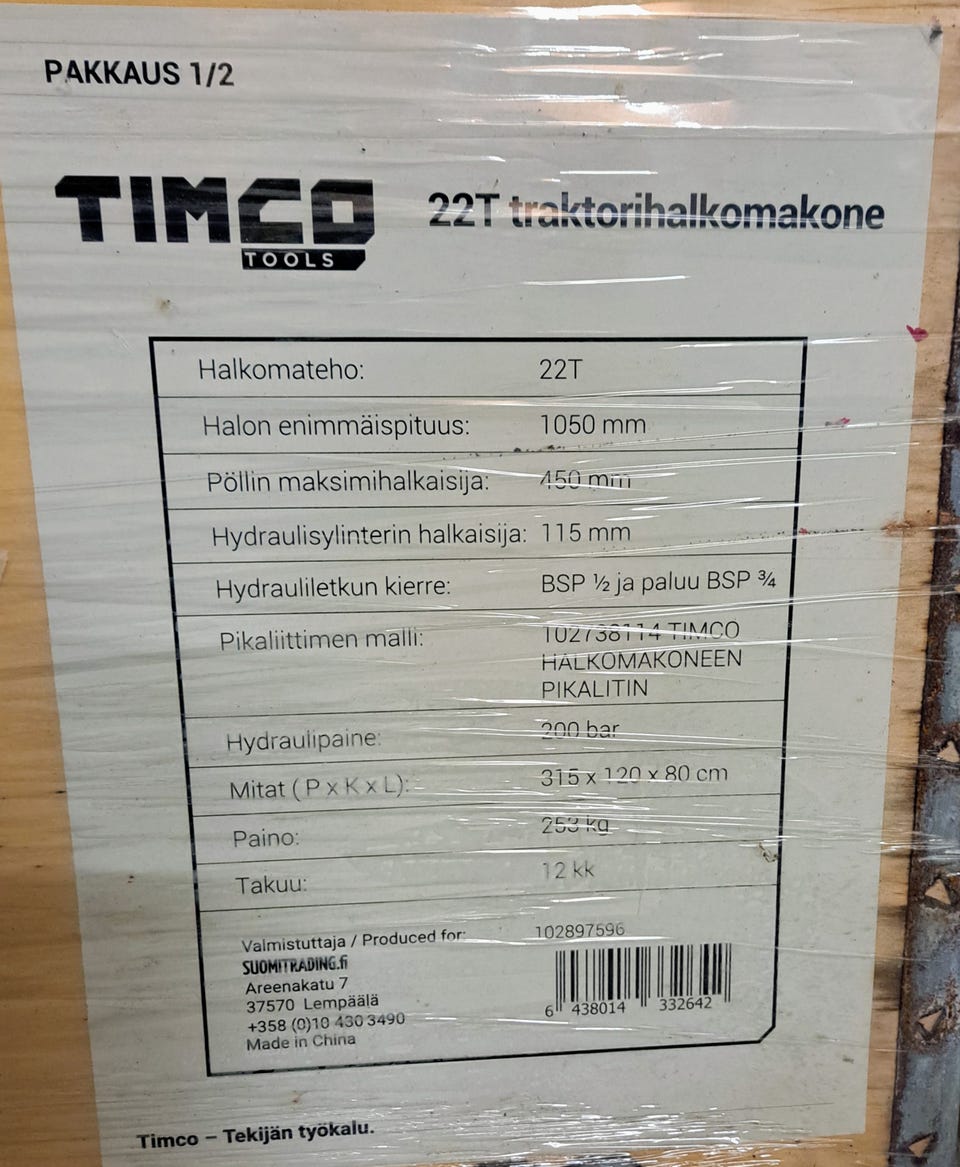 PAKKAUS 1/2
TIMCO
TOOLS
22T traktorihalkomakone
Halkomateho: 22T
Halon enimmäispituus: 1050 mm
Pöllin maksimihalkaisija: 450 mm
Hydraulisylinterin halkaisija: 115 mm
Hydrauliletkun kierre: BSP ½ ja paluu BSP ¾
Pikaliittimen malli: 102738114 TIMCO
HALKOMAKONEEN
PIKALITIN
Hydraulipaine: 200 bar
Mitat ( P x K x L): 315 x 120 x 80 cm
Paino: 253 kg
Takuu: 12 kk
Valmistuttaja / Produced for:
SUOMITRADING.fi
Areenakatu 7
37570 Lempäälä
+358 (0)10 430 3490
Made in China
102897596
6 438014 332642
Timco – Tekijän työkalu.